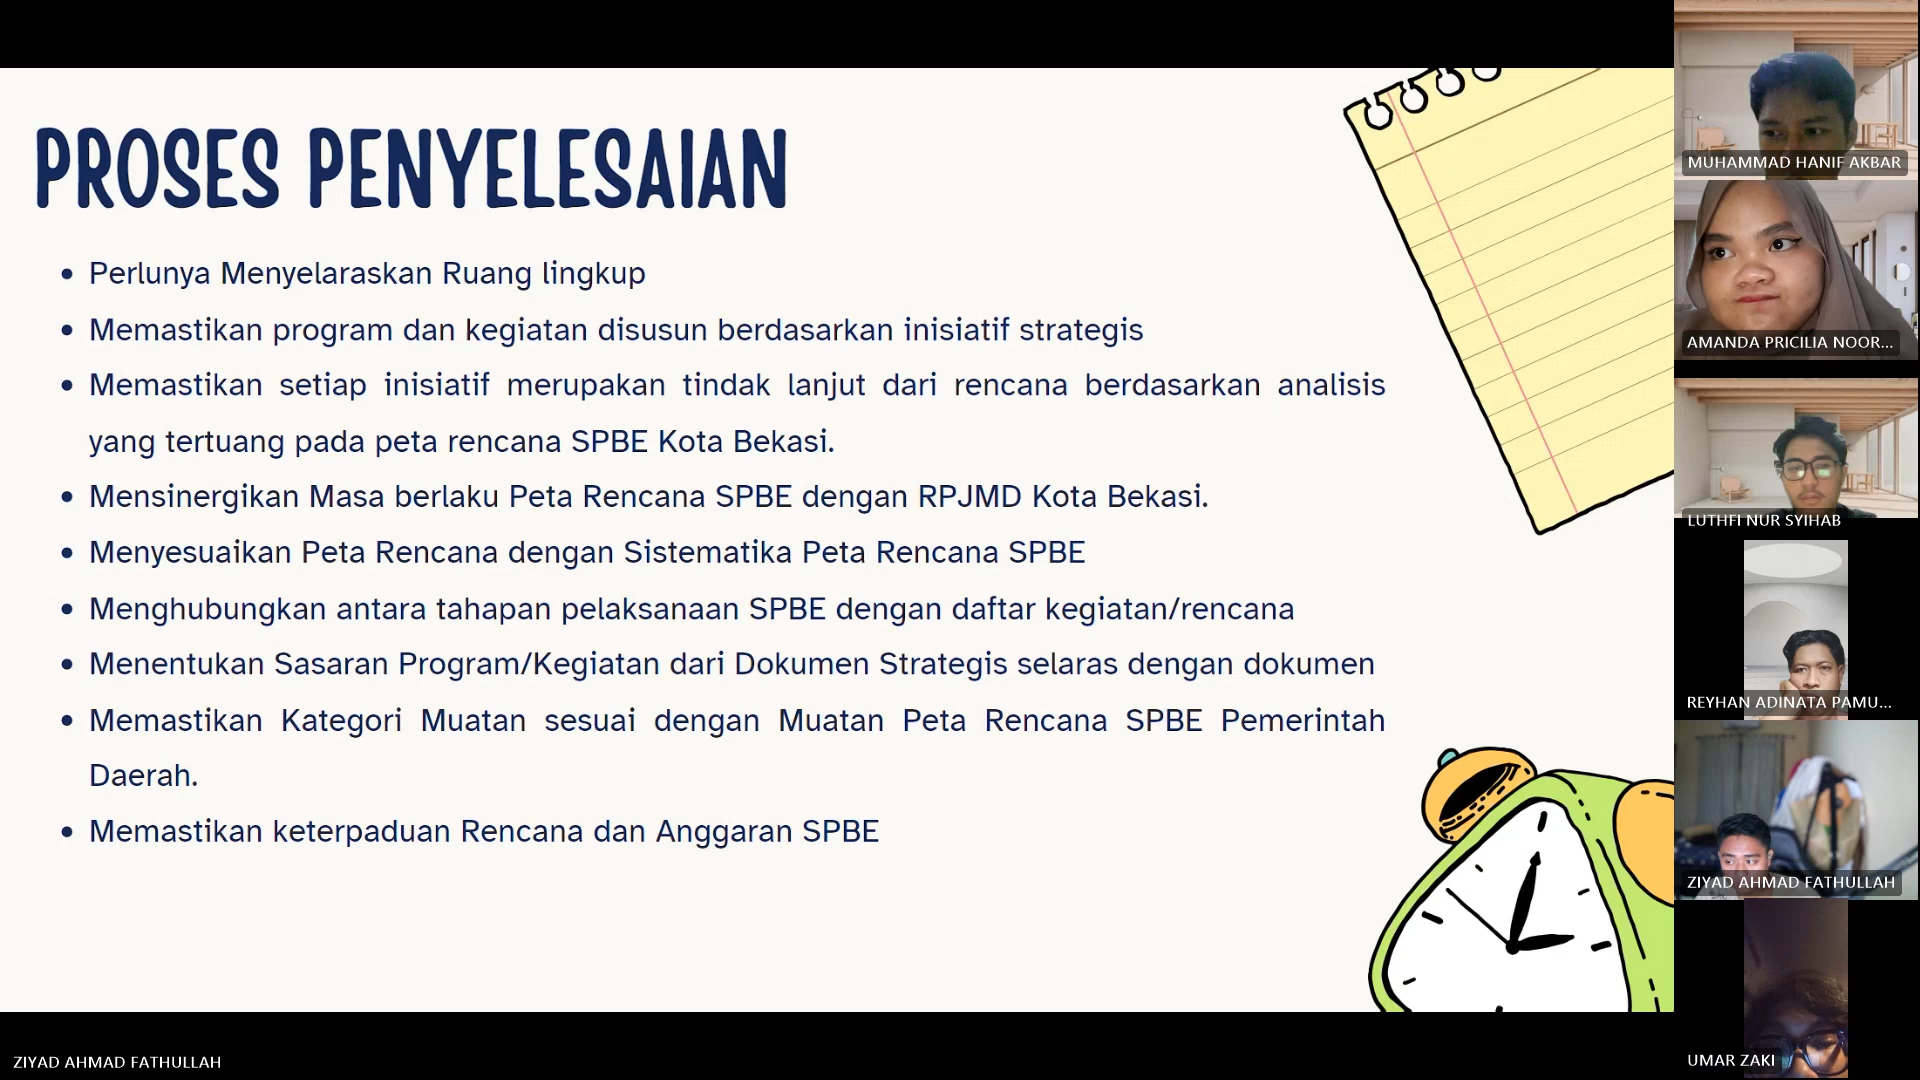 PROSES PENYELESAIAN
• Perlunya Menyelaraskan Ruang lingkup
• Memastikan program dan kegiatan disusun berdasarkan inisiatif strategis
• Memastikan setiap inisiatif merupakan tindak lanjut dari rencana berdasarkan analisis
yang tertuang pada peta rencana SPBE Kota Bekasi.
• Mensinergikan Masa berlaku Peta Rencana SPBE dengan RPJMD Kota Bekasi.
• Menyesuaikan Peta Rencana dengan Sistematika Peta Rencana SPBE
• Menghubungkan antara tahapan pelaksanaan SPBE dengan daftar kegiatan/rencana
• Menentukan Sasaran Program/Kegiatan dari Dokumen Strategis selaras dengan dokumen
• Memastikan Kategori Muatan sesuai dengan Muatan Peta Rencana SPBE Pemerintah
Daerah.
• Memastikan keterpaduan Rencana dan Anggaran SPBE
ZIYAD AHMAD FATHULLAH
MUHAMMAD HANIF AKBAR
AMANDA PRICILIA NOOR...
LUTHFI NUR SYIHAB
REYHAN ADINATA PAMU...
ZIYAD AHMAD FATHULLAH
UMAR ZAKI